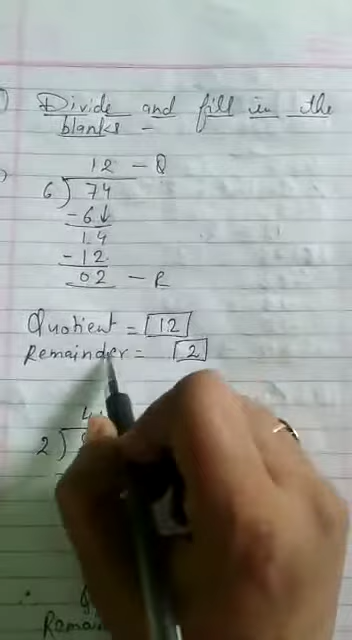 Divide and fill in the
blanks -
12 - Q
6) 74
-6↓
14
-12
02 - R
Quotient = 12
Remainder = 2
2)